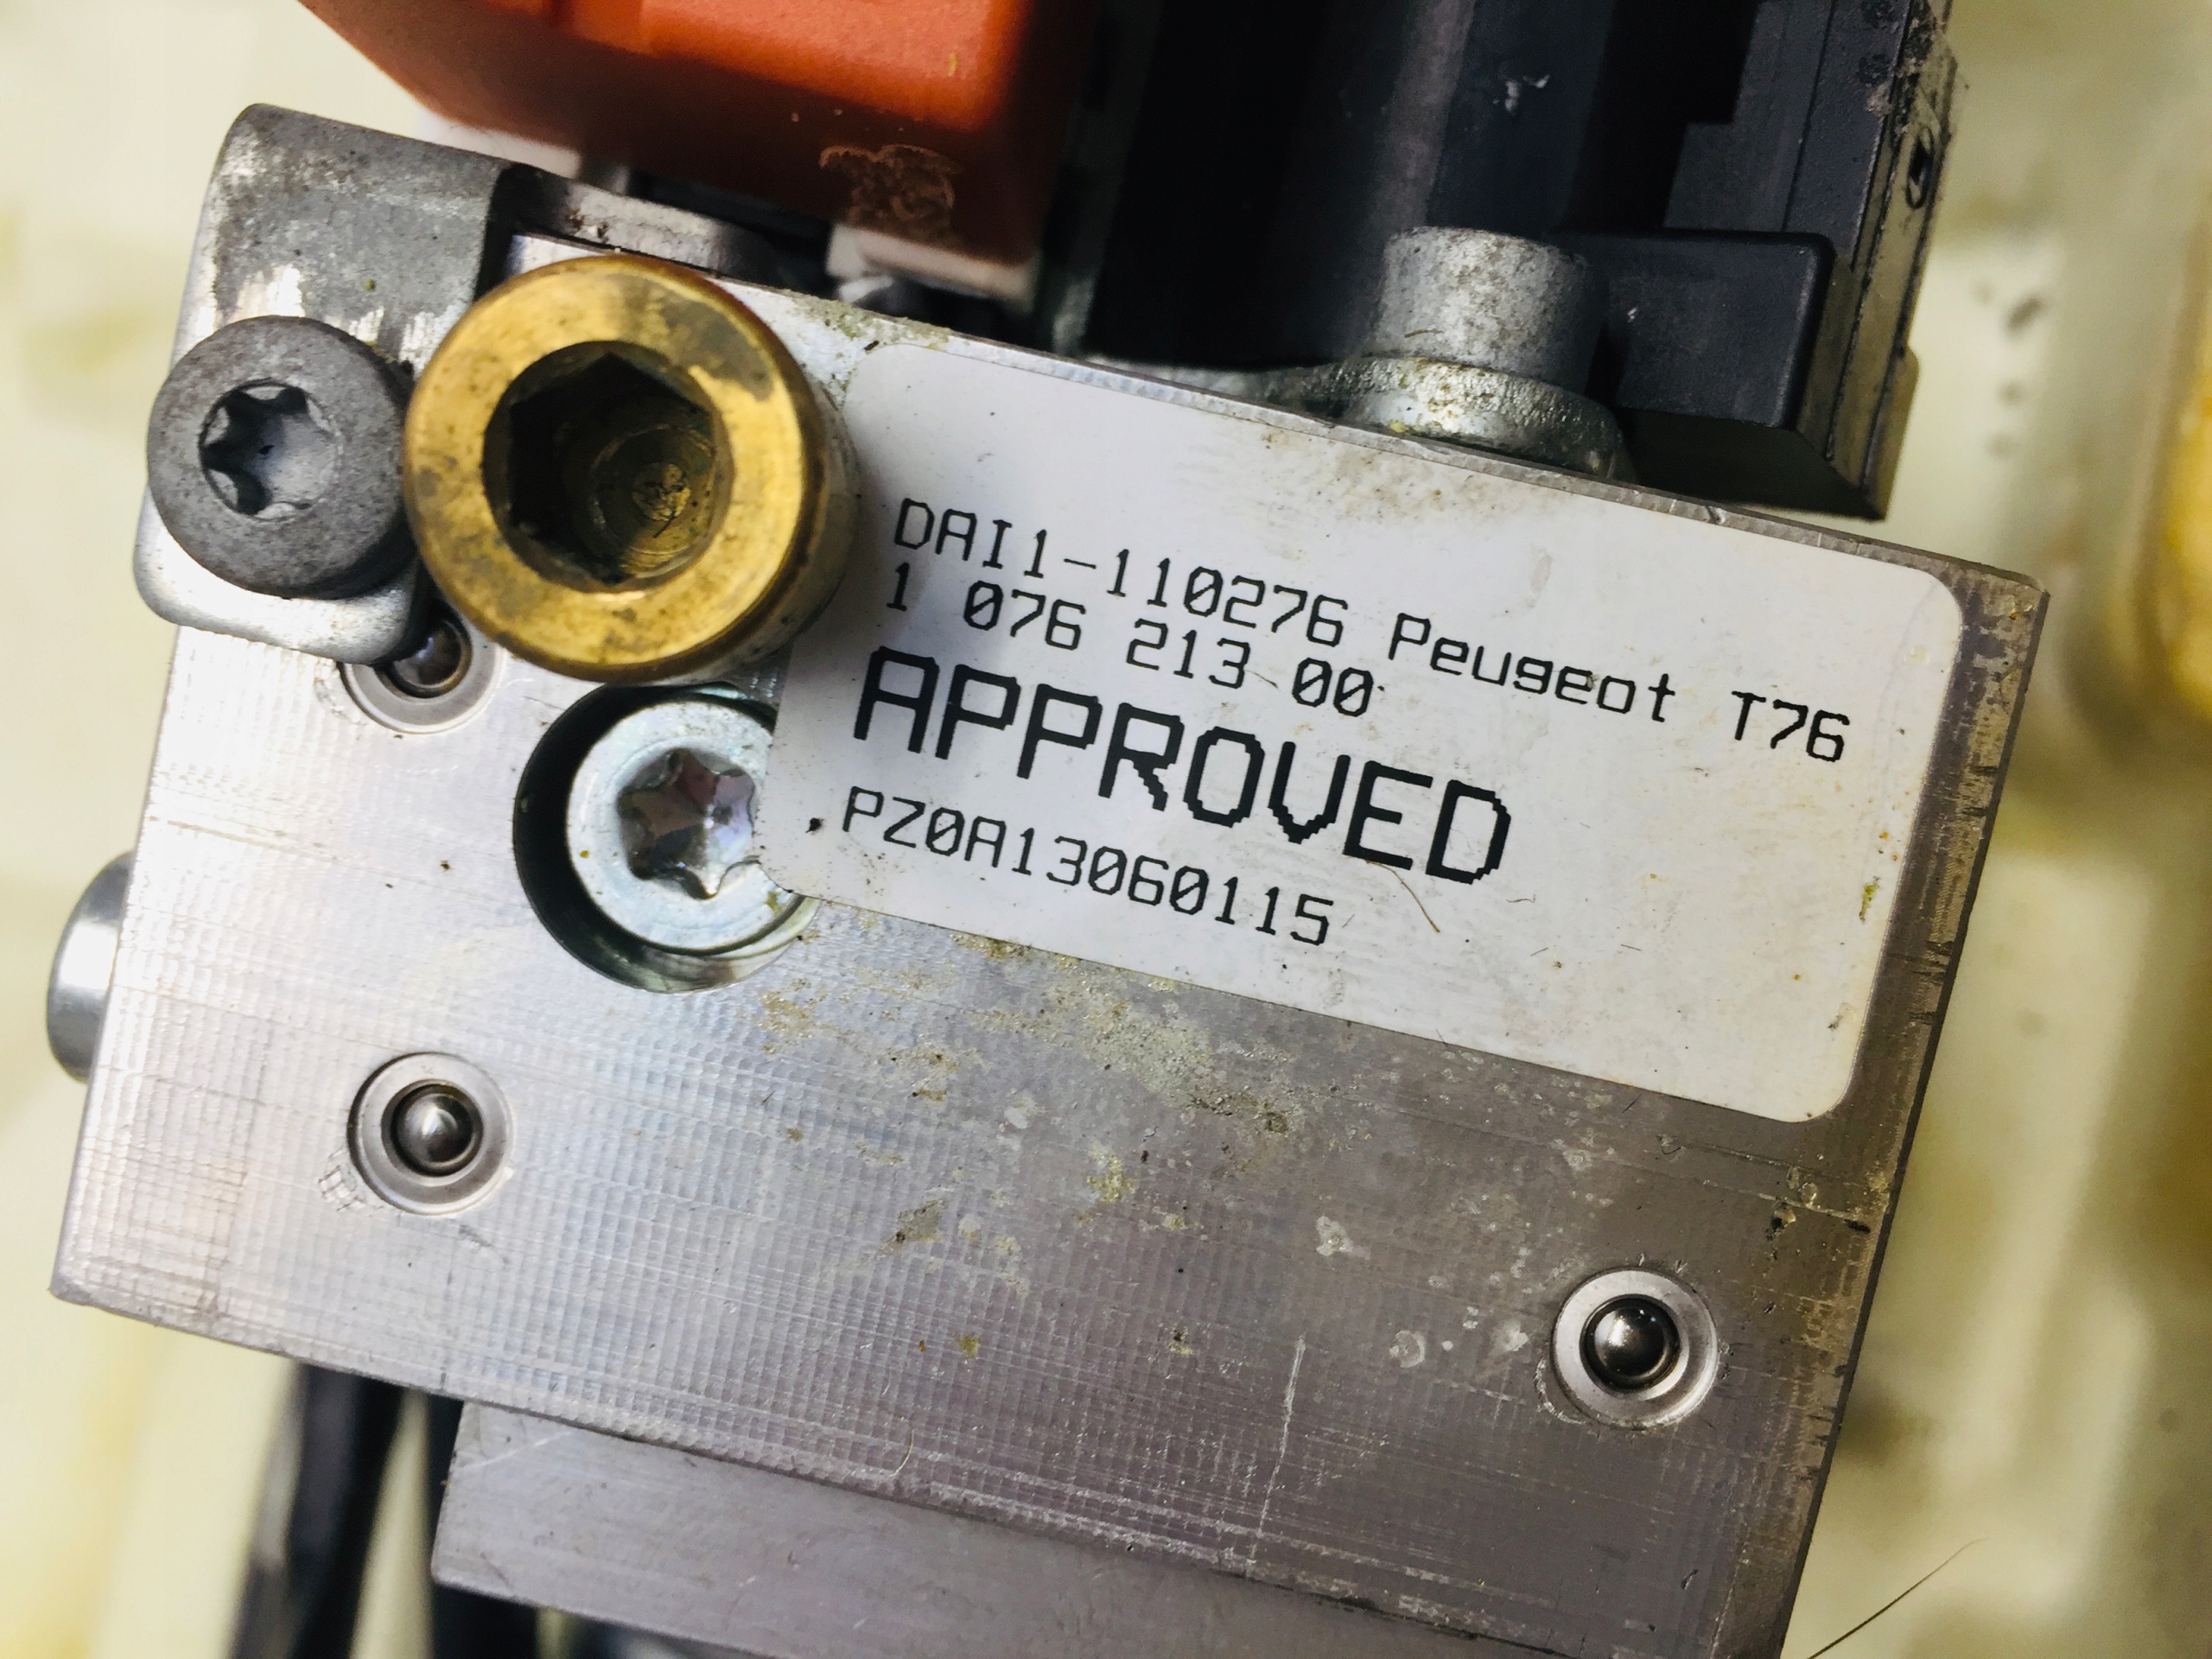 DAI1-110276 Peugeot T76
1 076 213 00
APPROVED
PZ0A13060115